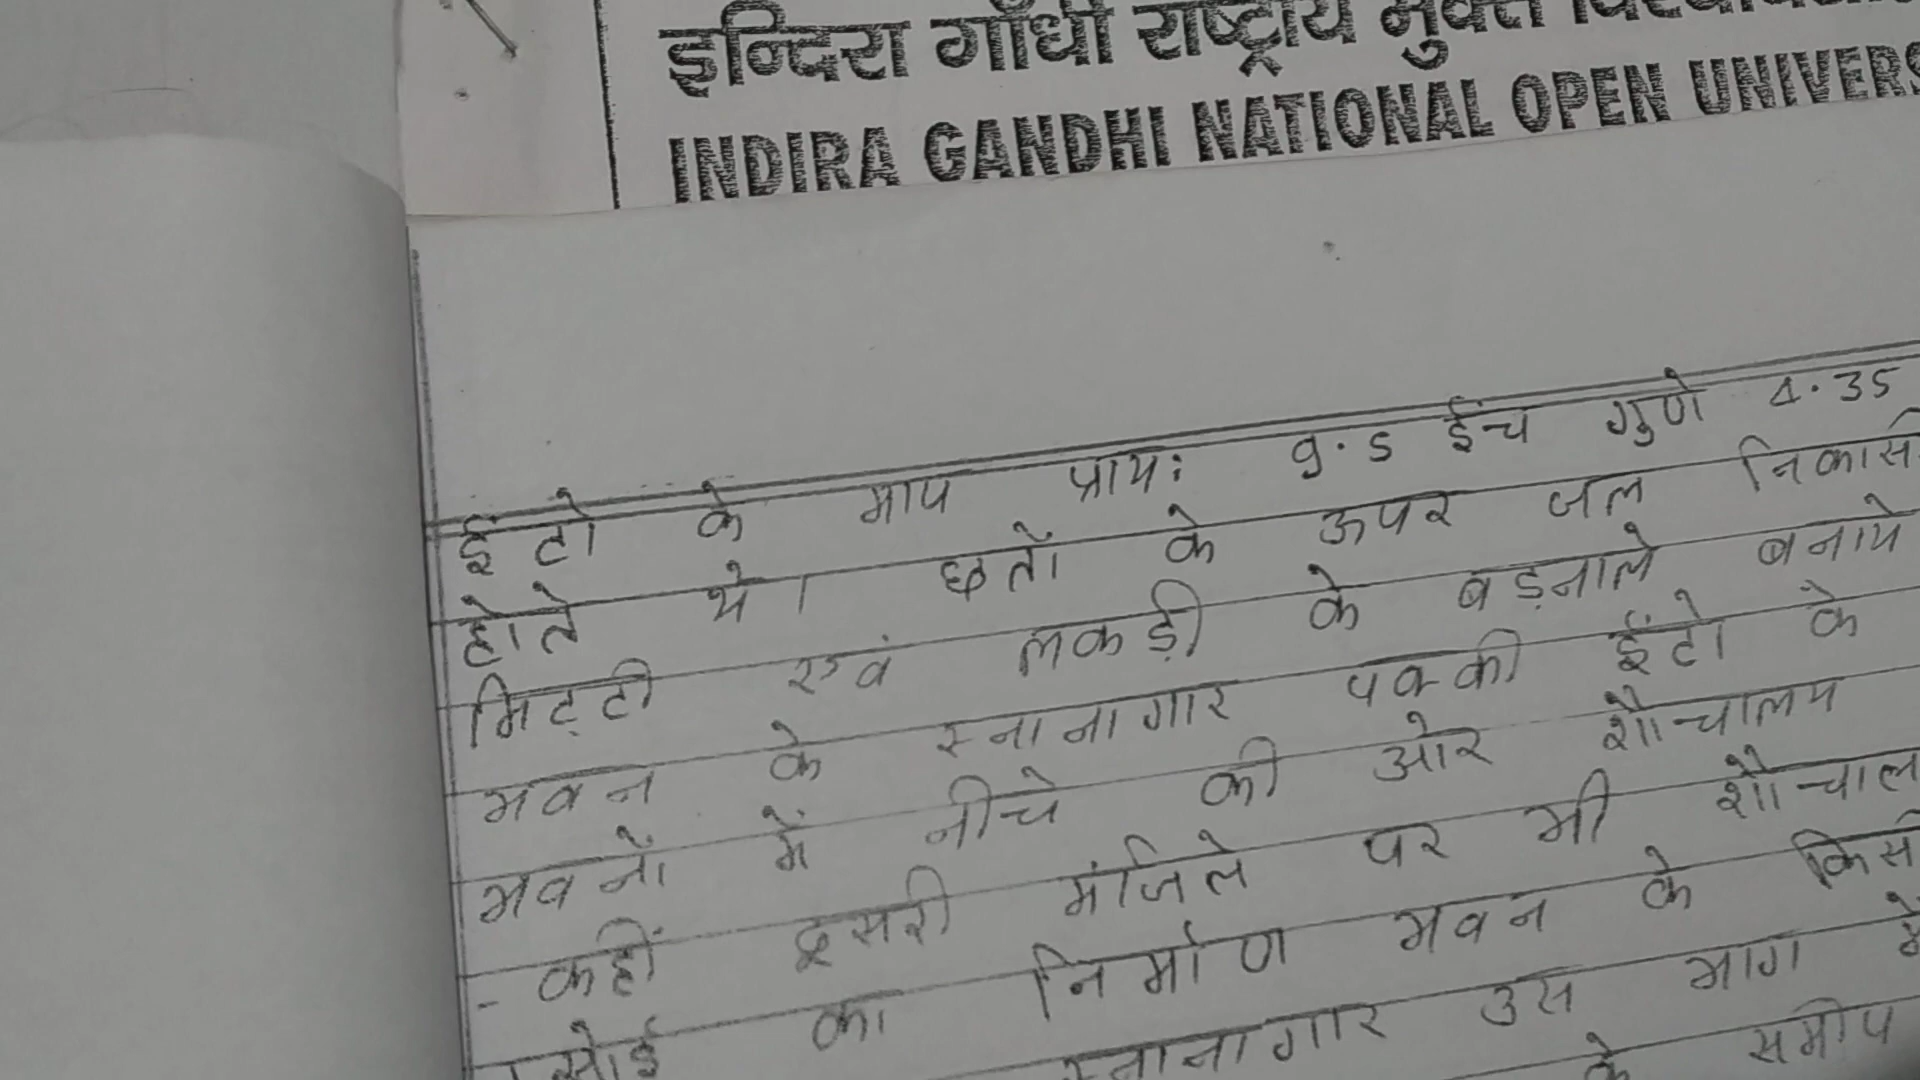 इन्दिरा गाँधी राष्ट्रीय मुक्त
INDIRA GANDHI NATIONAL OPEN UNIVERS
ईंटो के माप प्रायः 9.5 ईंच गुणे 4.35
होते थे। छतों के ऊपर जल निकासी
मिट्टी एवं लकड़ी के बड़नाले बनाये
भवन के स्नानागार पक्की ईंटो के
भवनों में नीचे की ओर शौचालय
- कहीं दूसरी मंजिले पर भी शौचाल
का निर्माण भवन के किसी
स्नानागार उस भाग में
के समीप